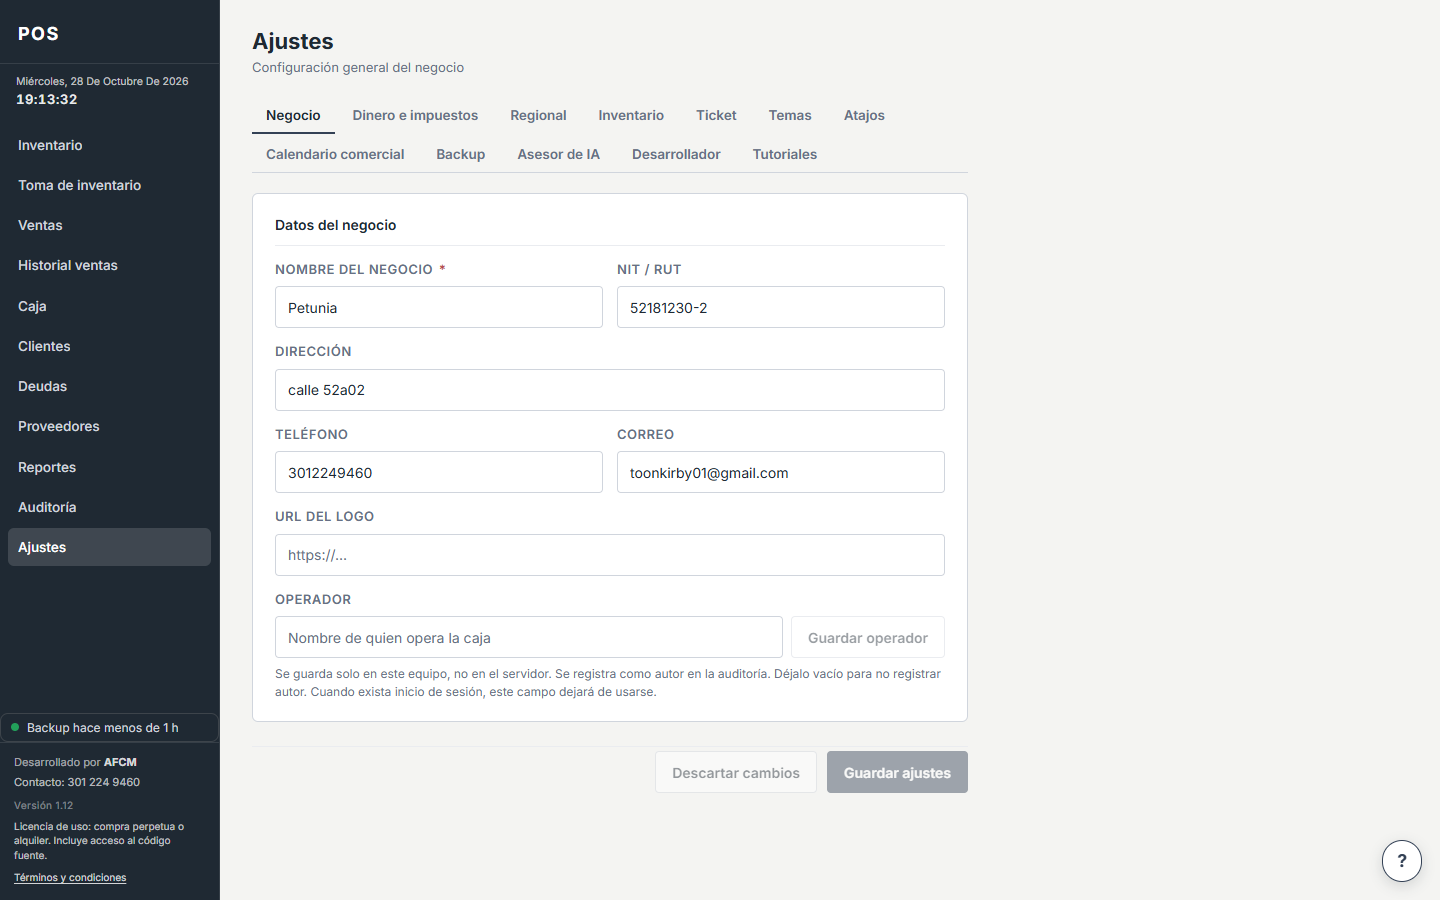 POS
Miércoles, 28 De Octubre De 2026
19:13:32
Inventario
Toma de inventario
Ventas
Historial ventas
Caja
Clientes
Deudas
Proveedores
Reportes
Auditoría
Ajustes
Backup hace menos de 1 h
Desarrollado por AFCM
Contacto: 301 224 9460
Versión 1.12
Licencia de uso: compra perpetua o
alquiler. Incluye acceso al código
fuente.
Términos y condiciones
Ajustes
Configuración general del negocio
Negocio Dinero e impuestos Regional Inventario Ticket Temas Atajos
Calendario comercial Backup Asesor de IA Desarrollador Tutoriales
Datos del negocio
NOMBRE DEL NEGOCIO * NIT / RUT
Petunia 52181230-2
DIRECCIÓN
calle 52a02
TELÉFONO CORREO
3012249460 toonkirby01@gmail.com
URL DEL LOGO
https://...
OPERADOR
Nombre de quien opera la caja Guardar operador
Se guarda solo en este equipo, no en el servidor. Se registra como autor en la auditoría. Déjalo vacío para no registrar
autor. Cuando exista inicio de sesión, este campo dejará de usarse.
Descartar cambios Guardar ajustes
?